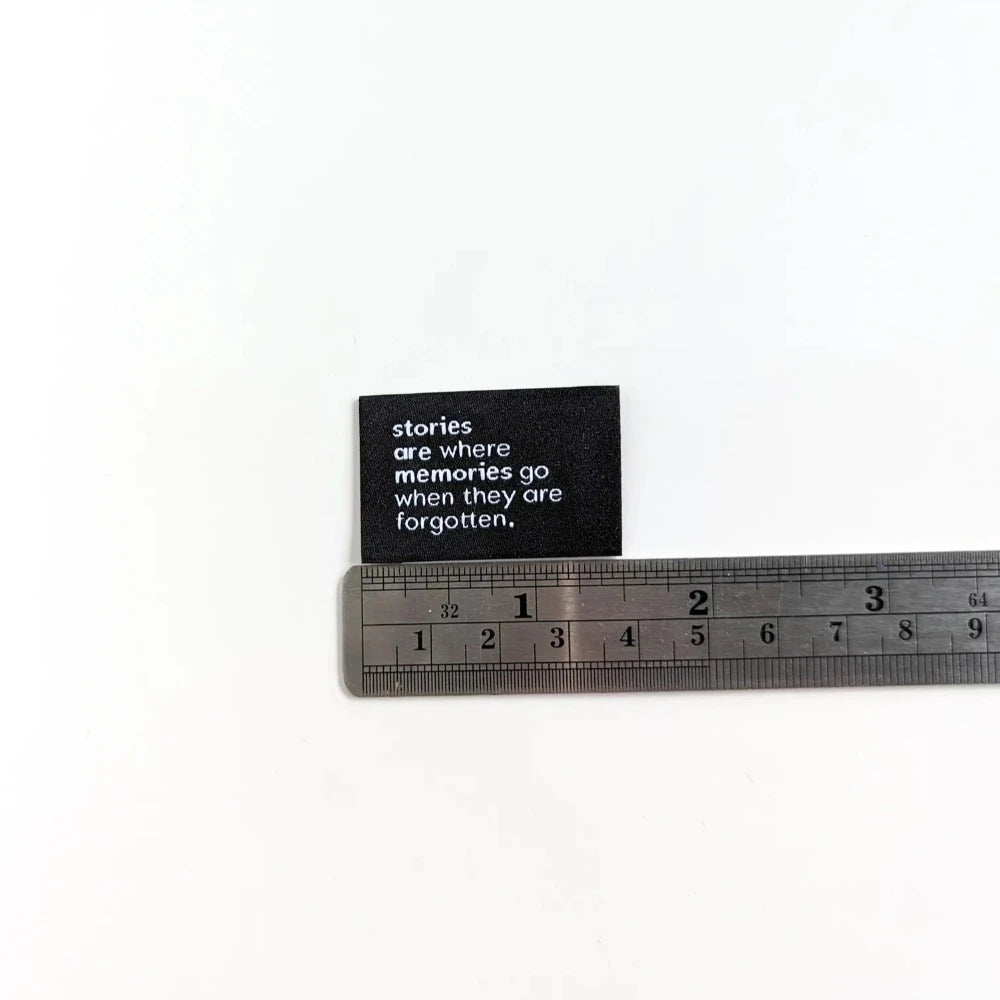 stories
are where
memories go
when they are
forgotten.
32 1 2 3 64
1 2 3 4 5 6 7 8 9